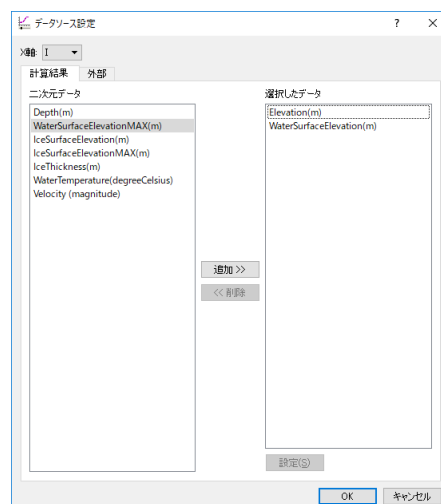 データソース設定
?
X軸: I
計算結果 外部
二次元データ
Depth(m)
WaterSurfaceElevationMAX(m)
IceSurfaceElevation(m)
IceSurfaceElevationMAX(m)
IceThickness(m)
WaterTemperature(degreeCelsius)
Velocity (magnitude)
追加 >>
<< 削除
選択したデータ
Elevation(m)
WaterSurfaceElevation(m)
設定(S)
OK キャンセル